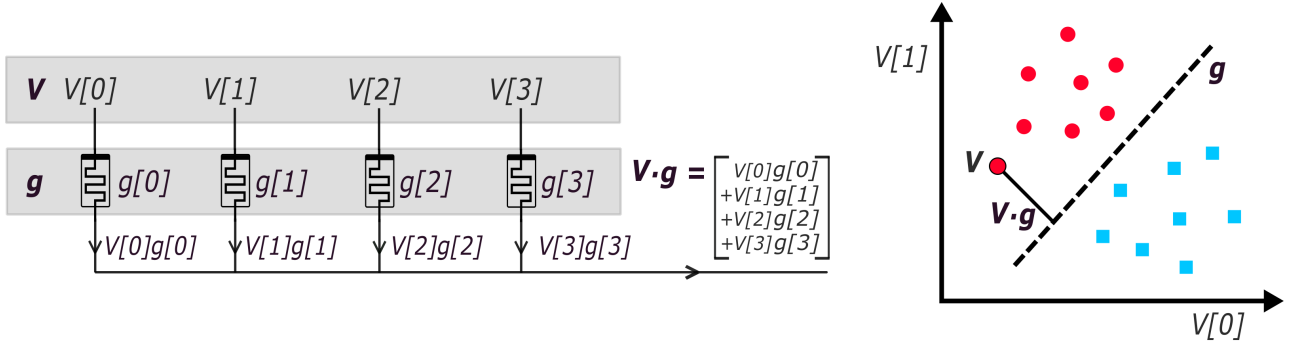 V V[0] V[1] V[2] V[3]
g g[0] g[1] g[2] g[3]
V[0]g[0] V[1]g[1] V[2]g[2] V[3]g[3]
V·g =
V[0]g[0]
+V[1]g[1]
+V[2]g[2]
+V[3]g[3]
V[1]
g
V
V·g
V[0]